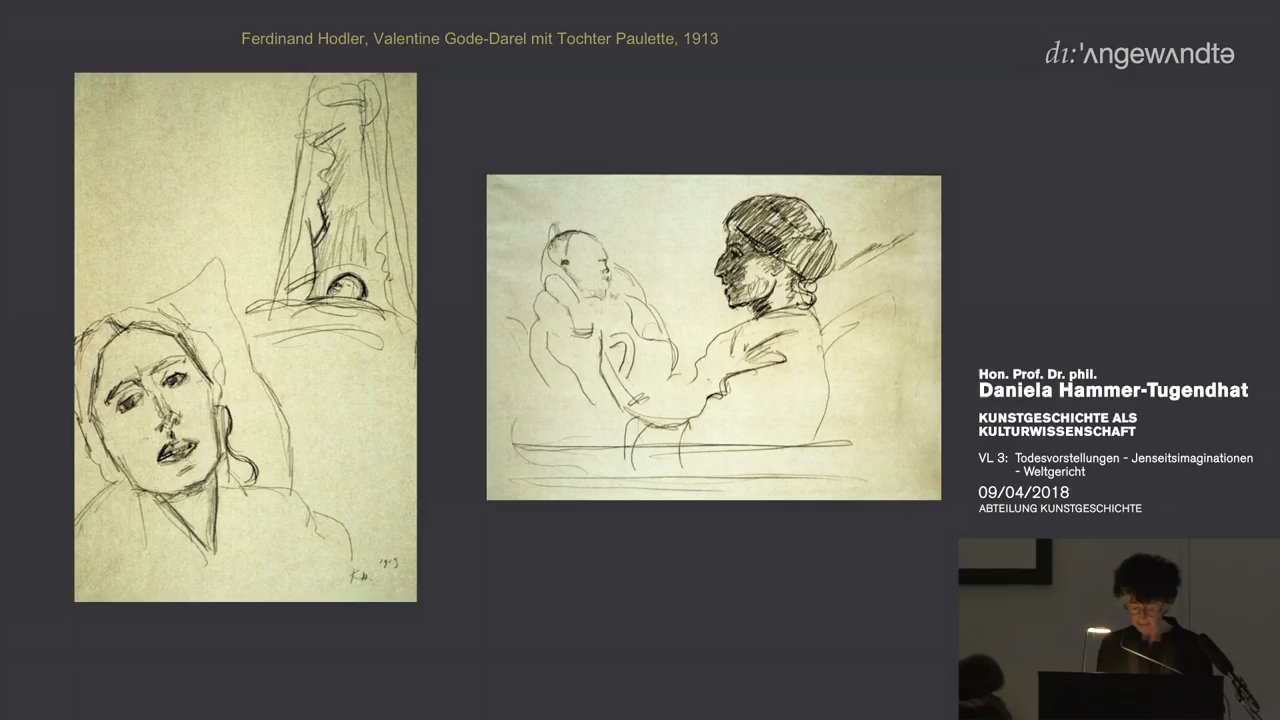 Ferdinand Hodler, Valentine Gode-Darel mit Tochter Paulette, 1913
dı:ˈʌngewʌndtə
Hon. Prof. Dr. phil.
Daniela Hammer-Tugendhat
KUNSTGESCHICHTE ALS
KULTURWISSENSCHAFT
VL 3: Todesvorstellungen - Jenseitsimaginationen
- Weltgericht
09/04/2018
ABTEILUNG KUNSTGESCHICHTE
1913